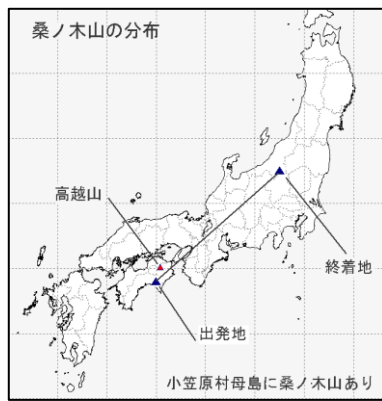 桑ノ木山の分布
高越山
終着地
出発地
小笠原村母島に桑ノ木山あり